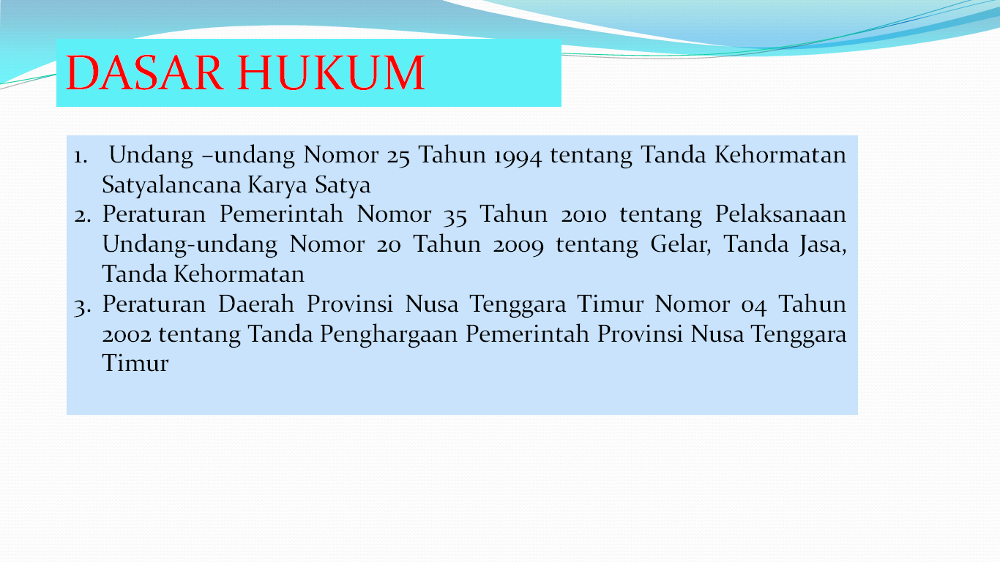 DASAR HUKUM
1. Undang –undang Nomor 25 Tahun 1994 tentang Tanda Kehormatan
Satyalancana Karya Satya
2. Peraturan Pemerintah Nomor 35 Tahun 2010 tentang Pelaksanaan
Undang-undang Nomor 20 Tahun 2009 tentang Gelar, Tanda Jasa,
Tanda Kehormatan
3. Peraturan Daerah Provinsi Nusa Tenggara Timur Nomor 04 Tahun
2002 tentang Tanda Penghargaan Pemerintah Provinsi Nusa Tenggara
Timur